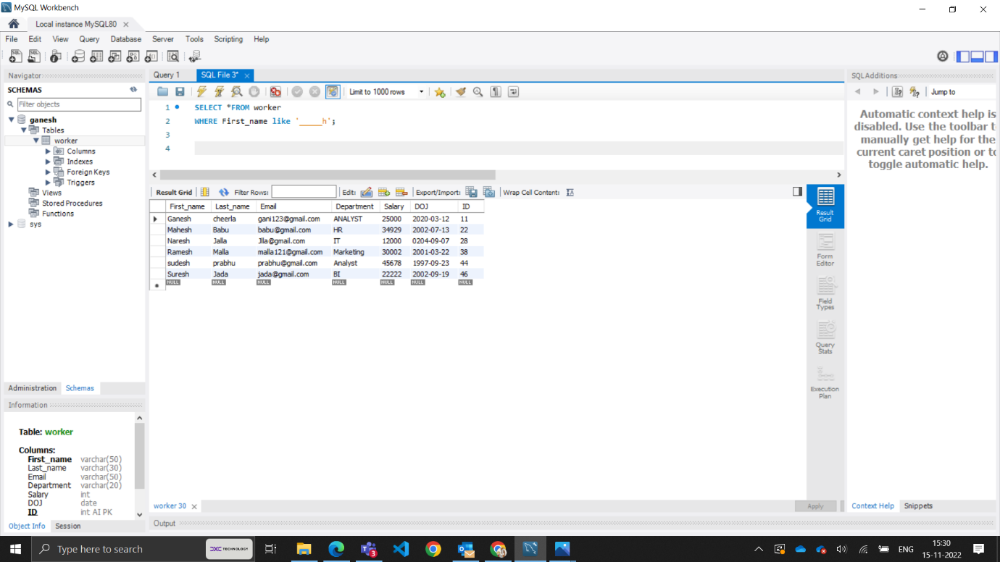 MySQL Workbench
Local instance MySQL80
File Edit View Query Database Server Tools Scripting Help
Navigator
SCHEMAS
Filter objects
ganesh
Tables
worker
Columns
Indexes
Foreign Keys
Triggers
Views
Stored Procedures
Functions
sys
Administration Schemas
Information
Table: worker
Columns:
First_name varchar(50)
Last_name varchar(30)
Email varchar(50)
Department varchar(20)
Salary int
DOJ date
ID int AI PK
Object Info Session
Query 1 SQL File 3*
Limit to 1000 rows
1 SELECT *FROM worker
2 WHERE First_name like '_____h';
3
4
Result Grid Filter Rows: Edit: Export/Import: Wrap Cell Content:
First_name Last_name Email Department Salary DOJ ID
Ganesh cheerla gani123@gmail.com ANALYST 25000 2020-03-12 11
Mahesh Babu babu@gmail.com HR 34929 2002-07-13 22
Naresh Jalla Jlla@gmail.com IT 12000 0204-09-07 28
Ramesh Malla malla121@gmail.com Marketing 30002 2001-03-22 38
sudesh prabhu prabhu@gmail.com Analyst 45678 1997-09-23 44
Suresh Jada jada@gmail.com BI 22222 2002-09-19 46
NULL NULL NULL NULL NULL NULL NULL
Result
Grid
Form
Editor
Field
Types
Query
Stats
Execution
Plan
worker 30
Apply
Output
SQLAdditions
Jump to
Automatic context help is
disabled. Use the toolbar t
manually get help for the
current caret position or to
toggle automatic help.
Context Help Snippets
Type here to search
DXC TECHNOLOGY
3
ENG
15:30
15-11-2022